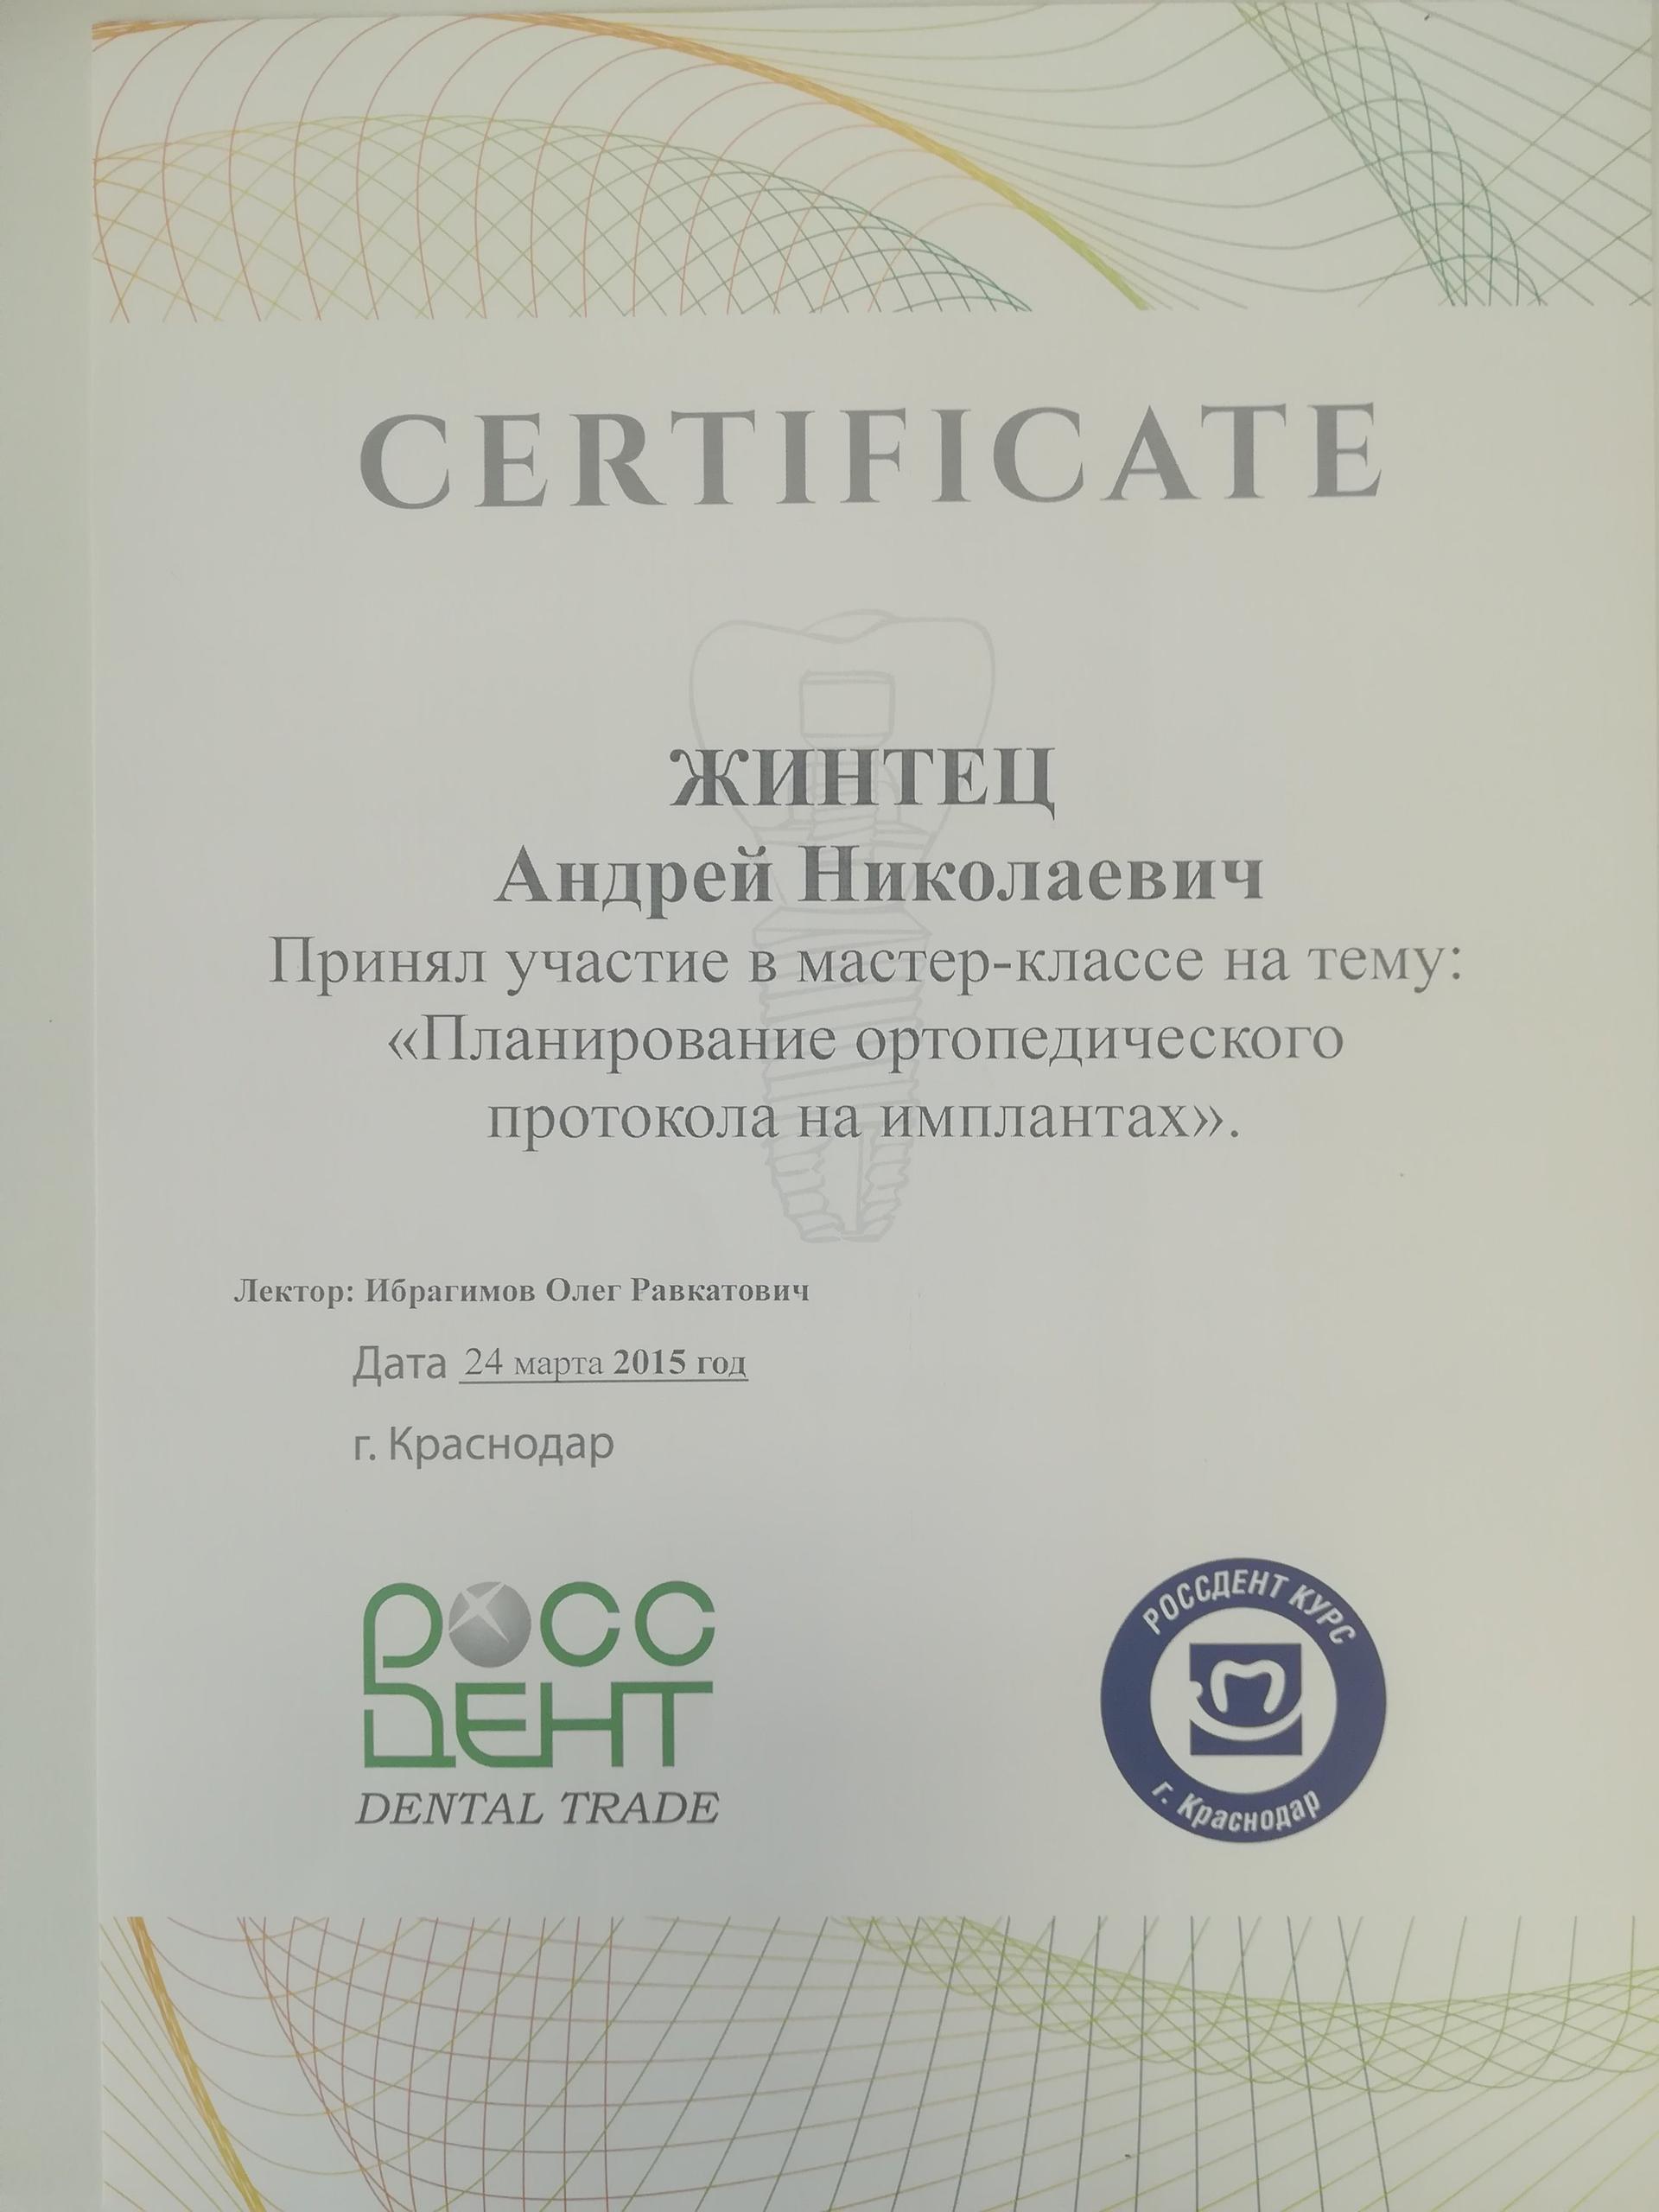 CERTIFICATE
ЖИНТЕЦ
Андрей Николаевич
Принял участие в мастер-классе на тему:
«Планирование ортопедического
протокола на имплантах».
Лектор: Ибрагимов Олег Равкатович
Дата 24 марта 2015 год
г. Краснодар
РОСС
ДЕНТ
DENTAL TRADE
РОССДЕНТ КУРС
г. Краснодар